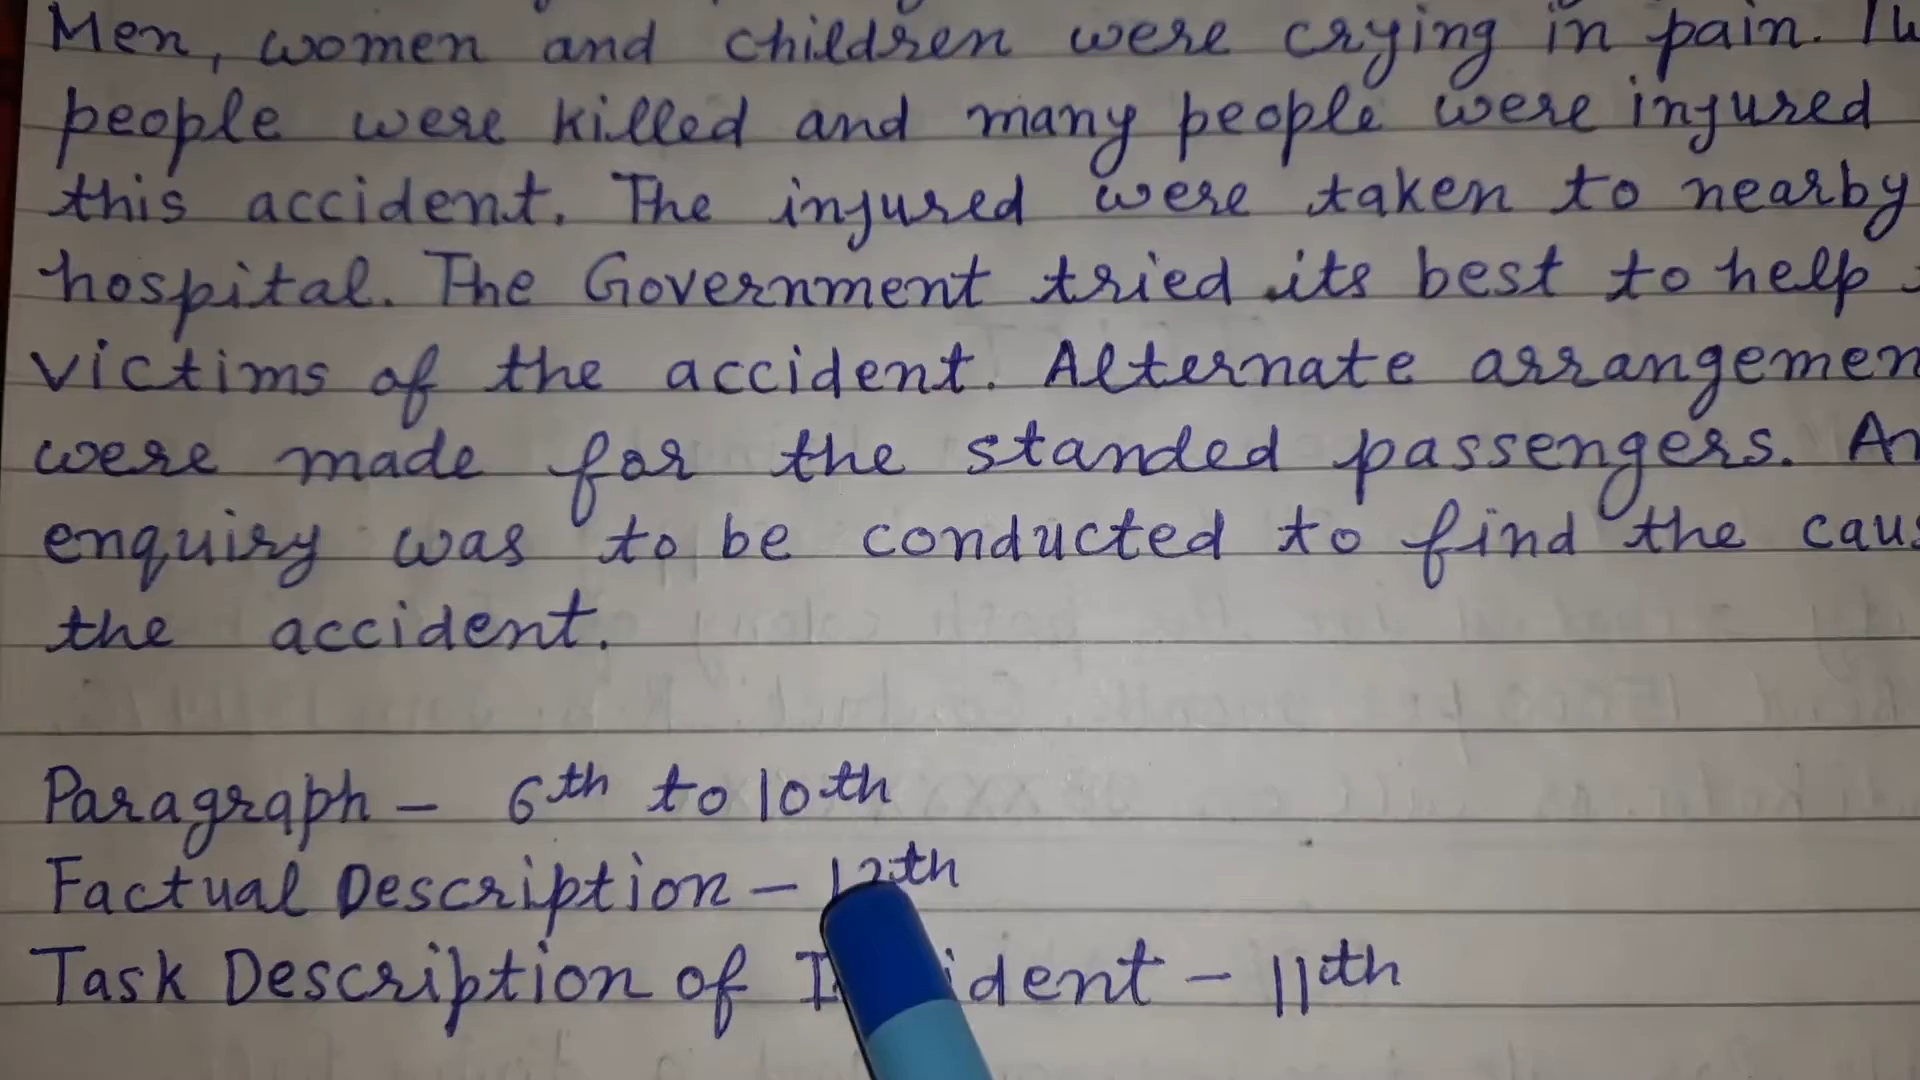 Men, women and children were crying in pain.
people were killed and many people were injured
this accident. The injured were taken to nearby
hospital. The Government tried its best to help
victims of the accident. Alternate arrangemen
were made for the standed passengers. An
enquiry was to be conducted to find the caus
the accident.
Paragraph - 6th to 10th
Factual Description - 12th
Task Description of - 11th